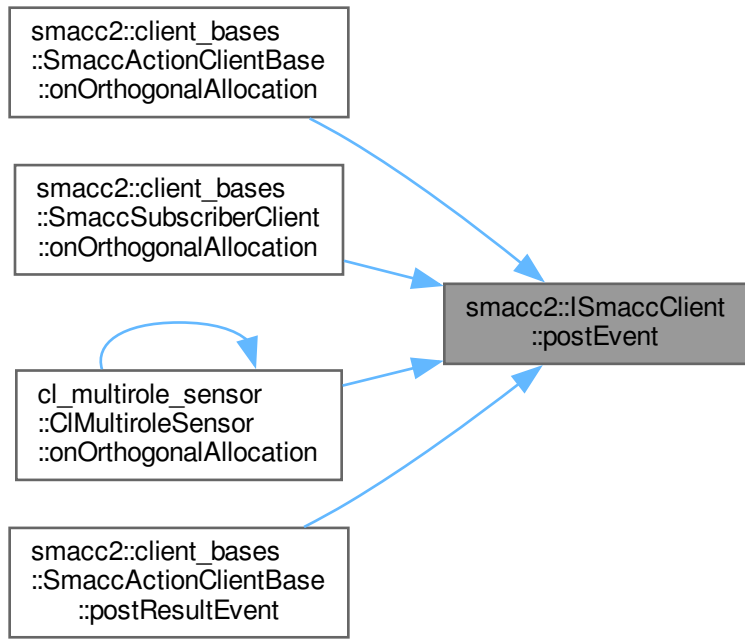 smacc2::client_bases
::SmaccActionClientBase
::onOrthogonalAllocation
smacc2::client_bases
::SmaccSubscriberClient
::onOrthogonalAllocation
smacc2::ISmaccClient
::postEvent
cl_multirole_sensor
::ClMultiroleSensor
::onOrthogonalAllocation
smacc2::client_bases
::SmaccActionClientBase
::postResultEvent